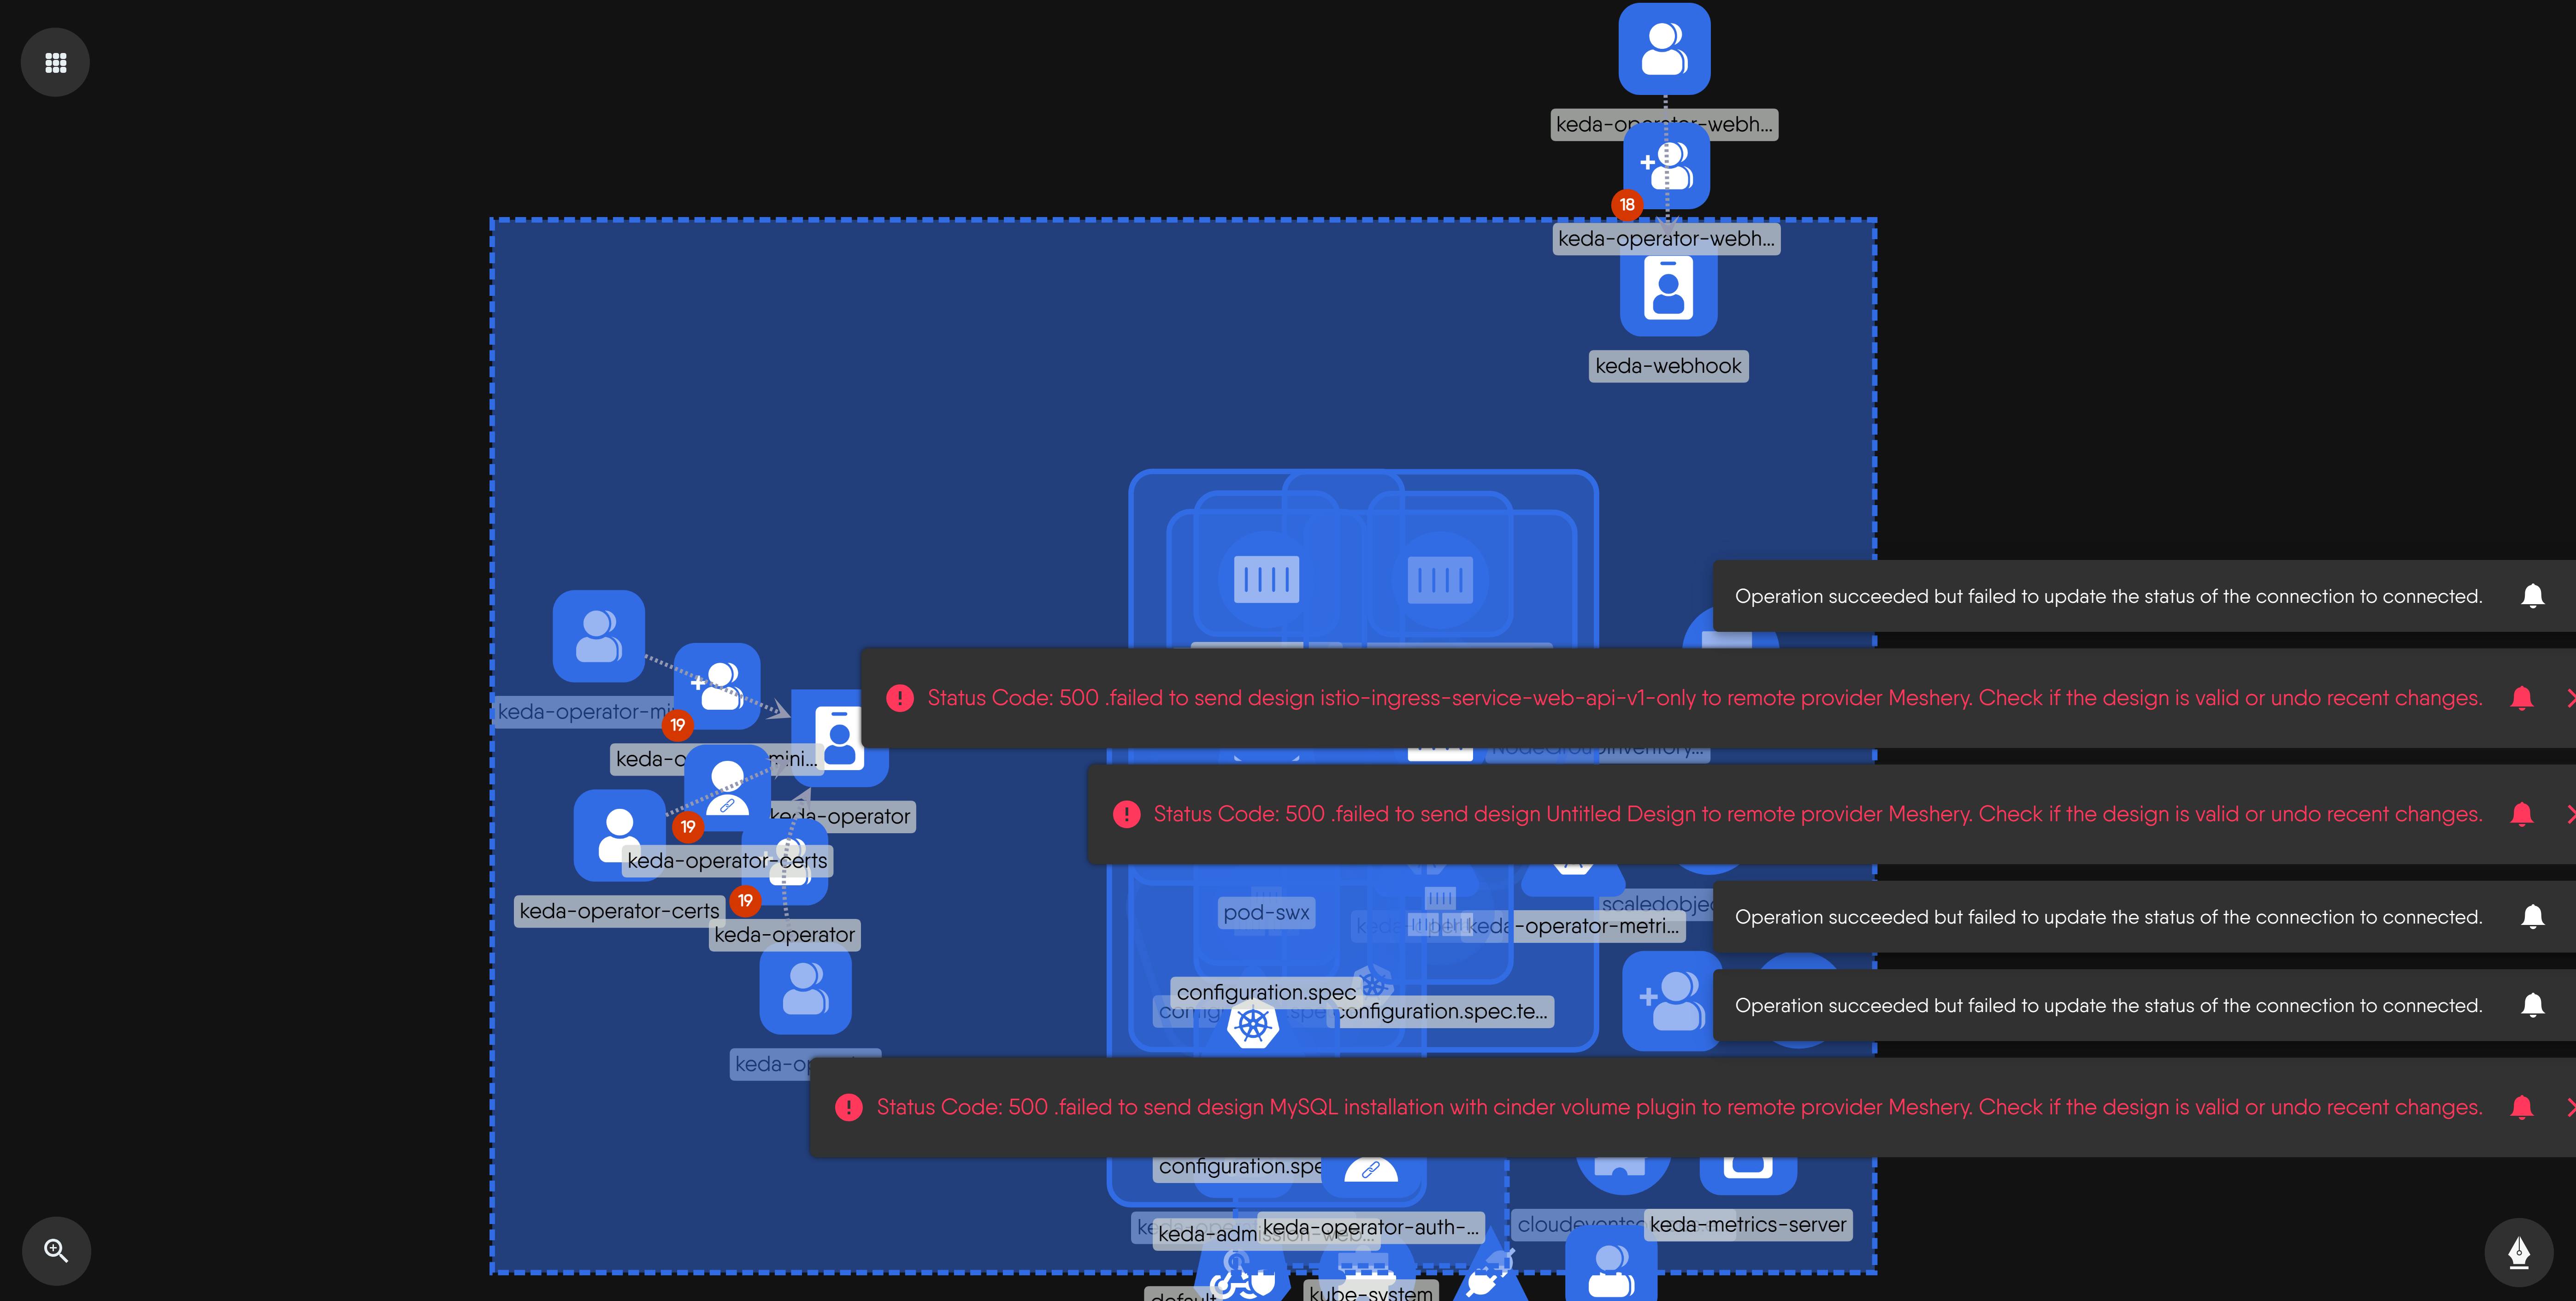 keda-operator-webh...
18
keda-operator-webh...
keda-webhook
Operation succeeded but failed to update the status of the connection to connected.
Status Code: 500 .failed to send design istio-ingress-service-web-api-v1-only to remote provider Meshery. Check if the design is valid or undo recent changes.
keda-operator-mi
19
mini...
keda-operator
Status Code: 500 .failed to send design Untitled Design to remote provider Meshery. Check if the design is valid or undo recent changes.
19
keda-operator-certs
keda-operator-certs
19
keda-operator
pod-swx
keda-operator-metri...
scaledobjec
Operation succeeded but failed to update the status of the connection to connected.
configuration.spec
configuration.spec.te...
Operation succeeded but failed to update the status of the connection to connected.
keda-op
Status Code: 500 .failed to send design MySQL installation with cinder volume plugin to remote provider Meshery. Check if the design is valid or undo recent changes.
configuration.spe
keda-operator-auth-...
keda-metrics-server
default
kube-system